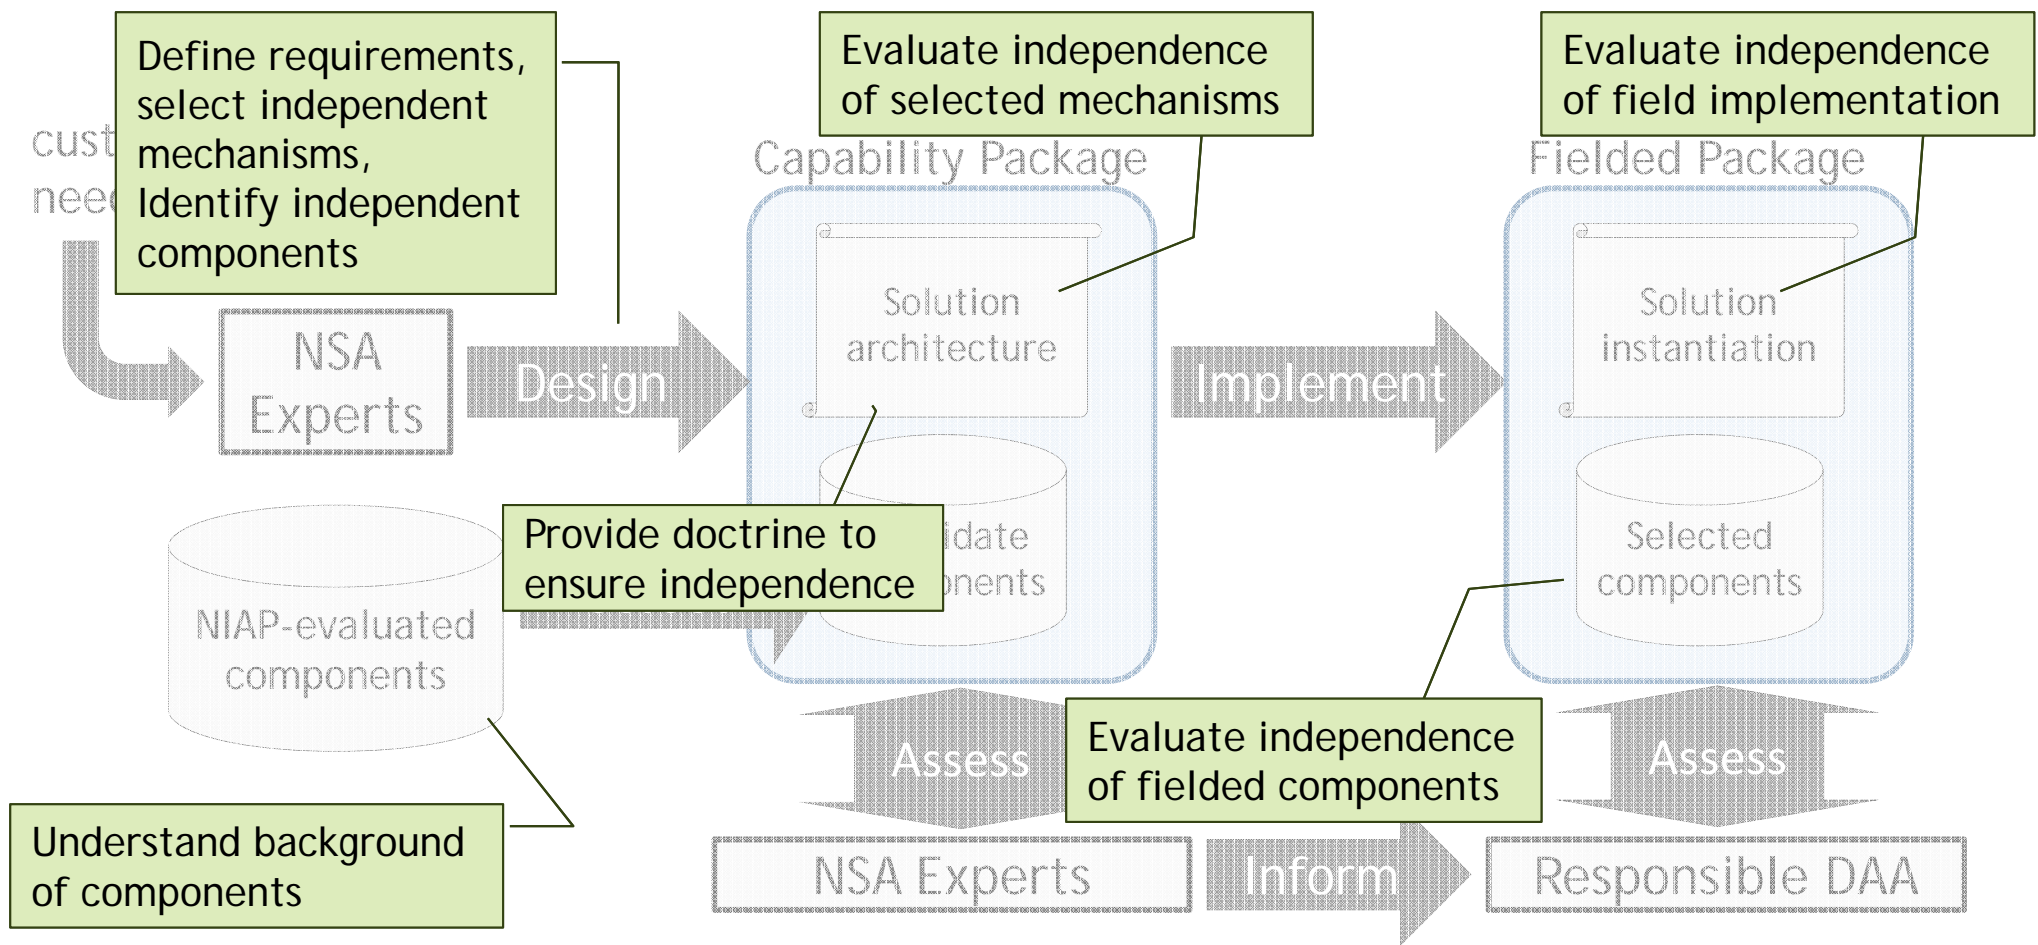 Define requirements,
select independent
mechanisms,
Identify independent
components
Evaluate independence
of selected mechanisms
Evaluate independence
of field implementation
Capability Package
Fielded Package
NSA
Experts
Design
Solution
architecture
Implement
Solution
instantiation
Provide doctrine to
ensure independence
NIAP-evaluated
components
Selected
components
Assess
Evaluate independence
of fielded components
Assess
Understand background
of components
NSA Experts
Inform
Responsible DAA